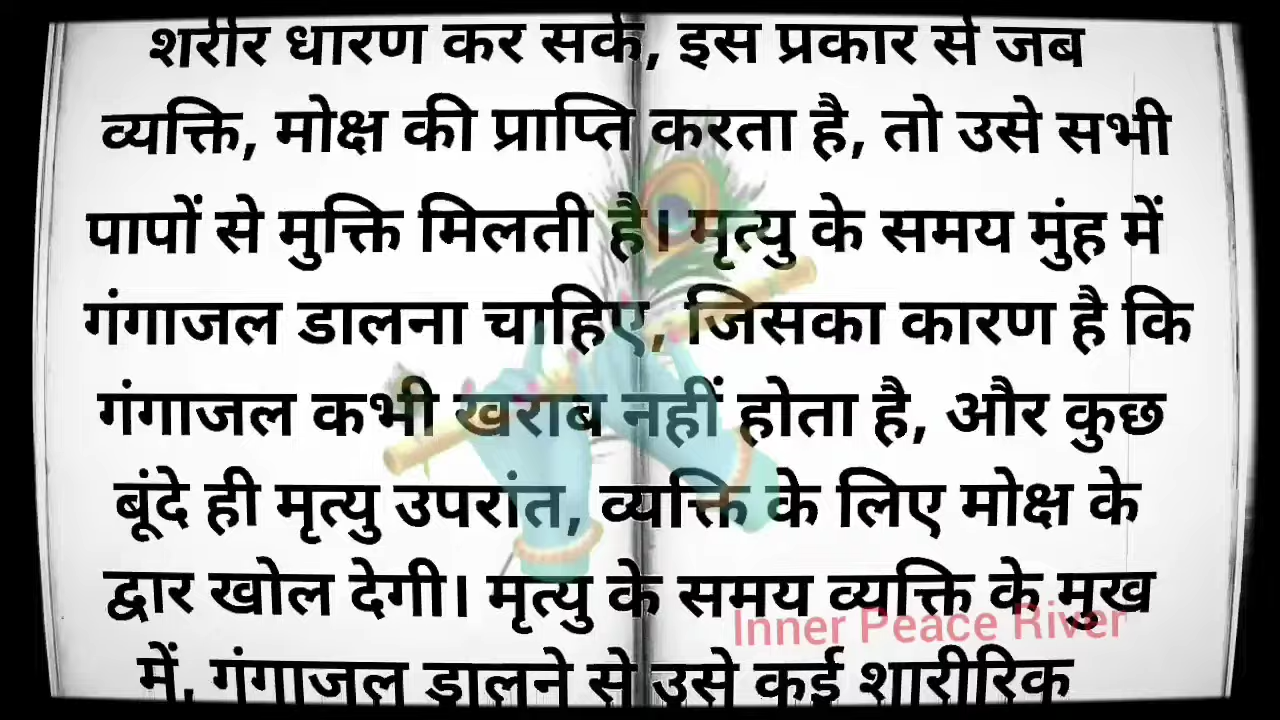 शरीर धारण कर सके, इस प्रकार से जब
व्यक्ति, मोक्ष की प्राप्ति करता है, तो उसे सभी
पापों से मुक्ति मिलती है। मृत्यु के समय मुंह में
गंगाजल डालना चाहिए, जिसका कारण है कि
गंगाजल कभी खराब नहीं होता है, और कुछ
बूंदे ही मृत्यु उपरांत, व्यक्ति के लिए मोक्ष के
द्वार खोल देगी। मृत्यु के समय व्यक्ति के मुख
Inner Peace River
में, गंगाजल डालने से उसे कई शारीरिक